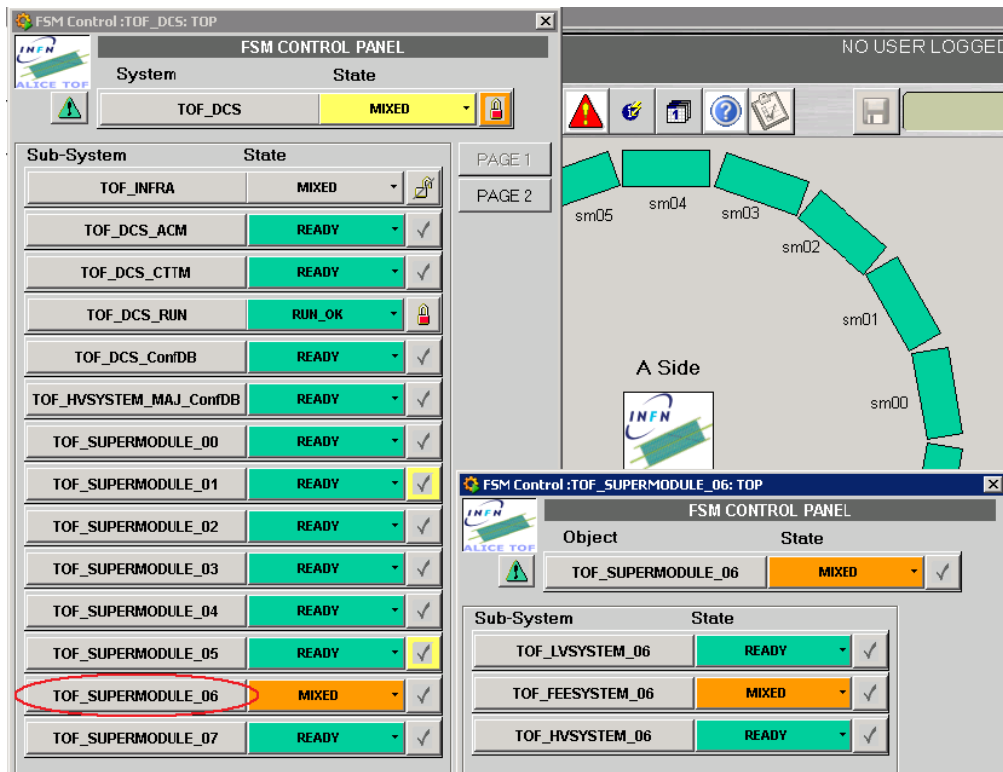 FSM Control :TOF_DCS: TOP
INFN
ALICE TOF
FSM CONTROL PANEL
System State
TOF_DCS MIXED
Sub-System State
TOF_INFRA MIXED
TOF_DCS_ACM READY
TOF_DCS_CTTM READY
TOF_DCS_RUN RUN_OK
TOF_DCS_ConfDB READY
TOF_HVSYSTEM_MAJ_ConfDB READY
TOF_SUPERMODULE_00 READY
TOF_SUPERMODULE_01 READY
TOF_SUPERMODULE_02 READY
TOF_SUPERMODULE_03 READY
TOF_SUPERMODULE_04 READY
TOF_SUPERMODULE_05 READY
TOF_SUPERMODULE_06 MIXED
TOF_SUPERMODULE_07 READY
PAGE 1
PAGE 2
NO USER LOGGED
1
?
sm05
sm04
sm03
sm02
sm01
sm00
A Side
INFN
FSM Control :TOF_SUPERMODULE_06: TOP
INFN
ALICE TOF
FSM CONTROL PANEL
Object State
TOF_SUPERMODULE_06 MIXED
Sub-System State
TOF_LVSYSTEM_06 READY
TOF_FEESYSTEM_06 MIXED
TOF_HVSYSTEM_06 READY